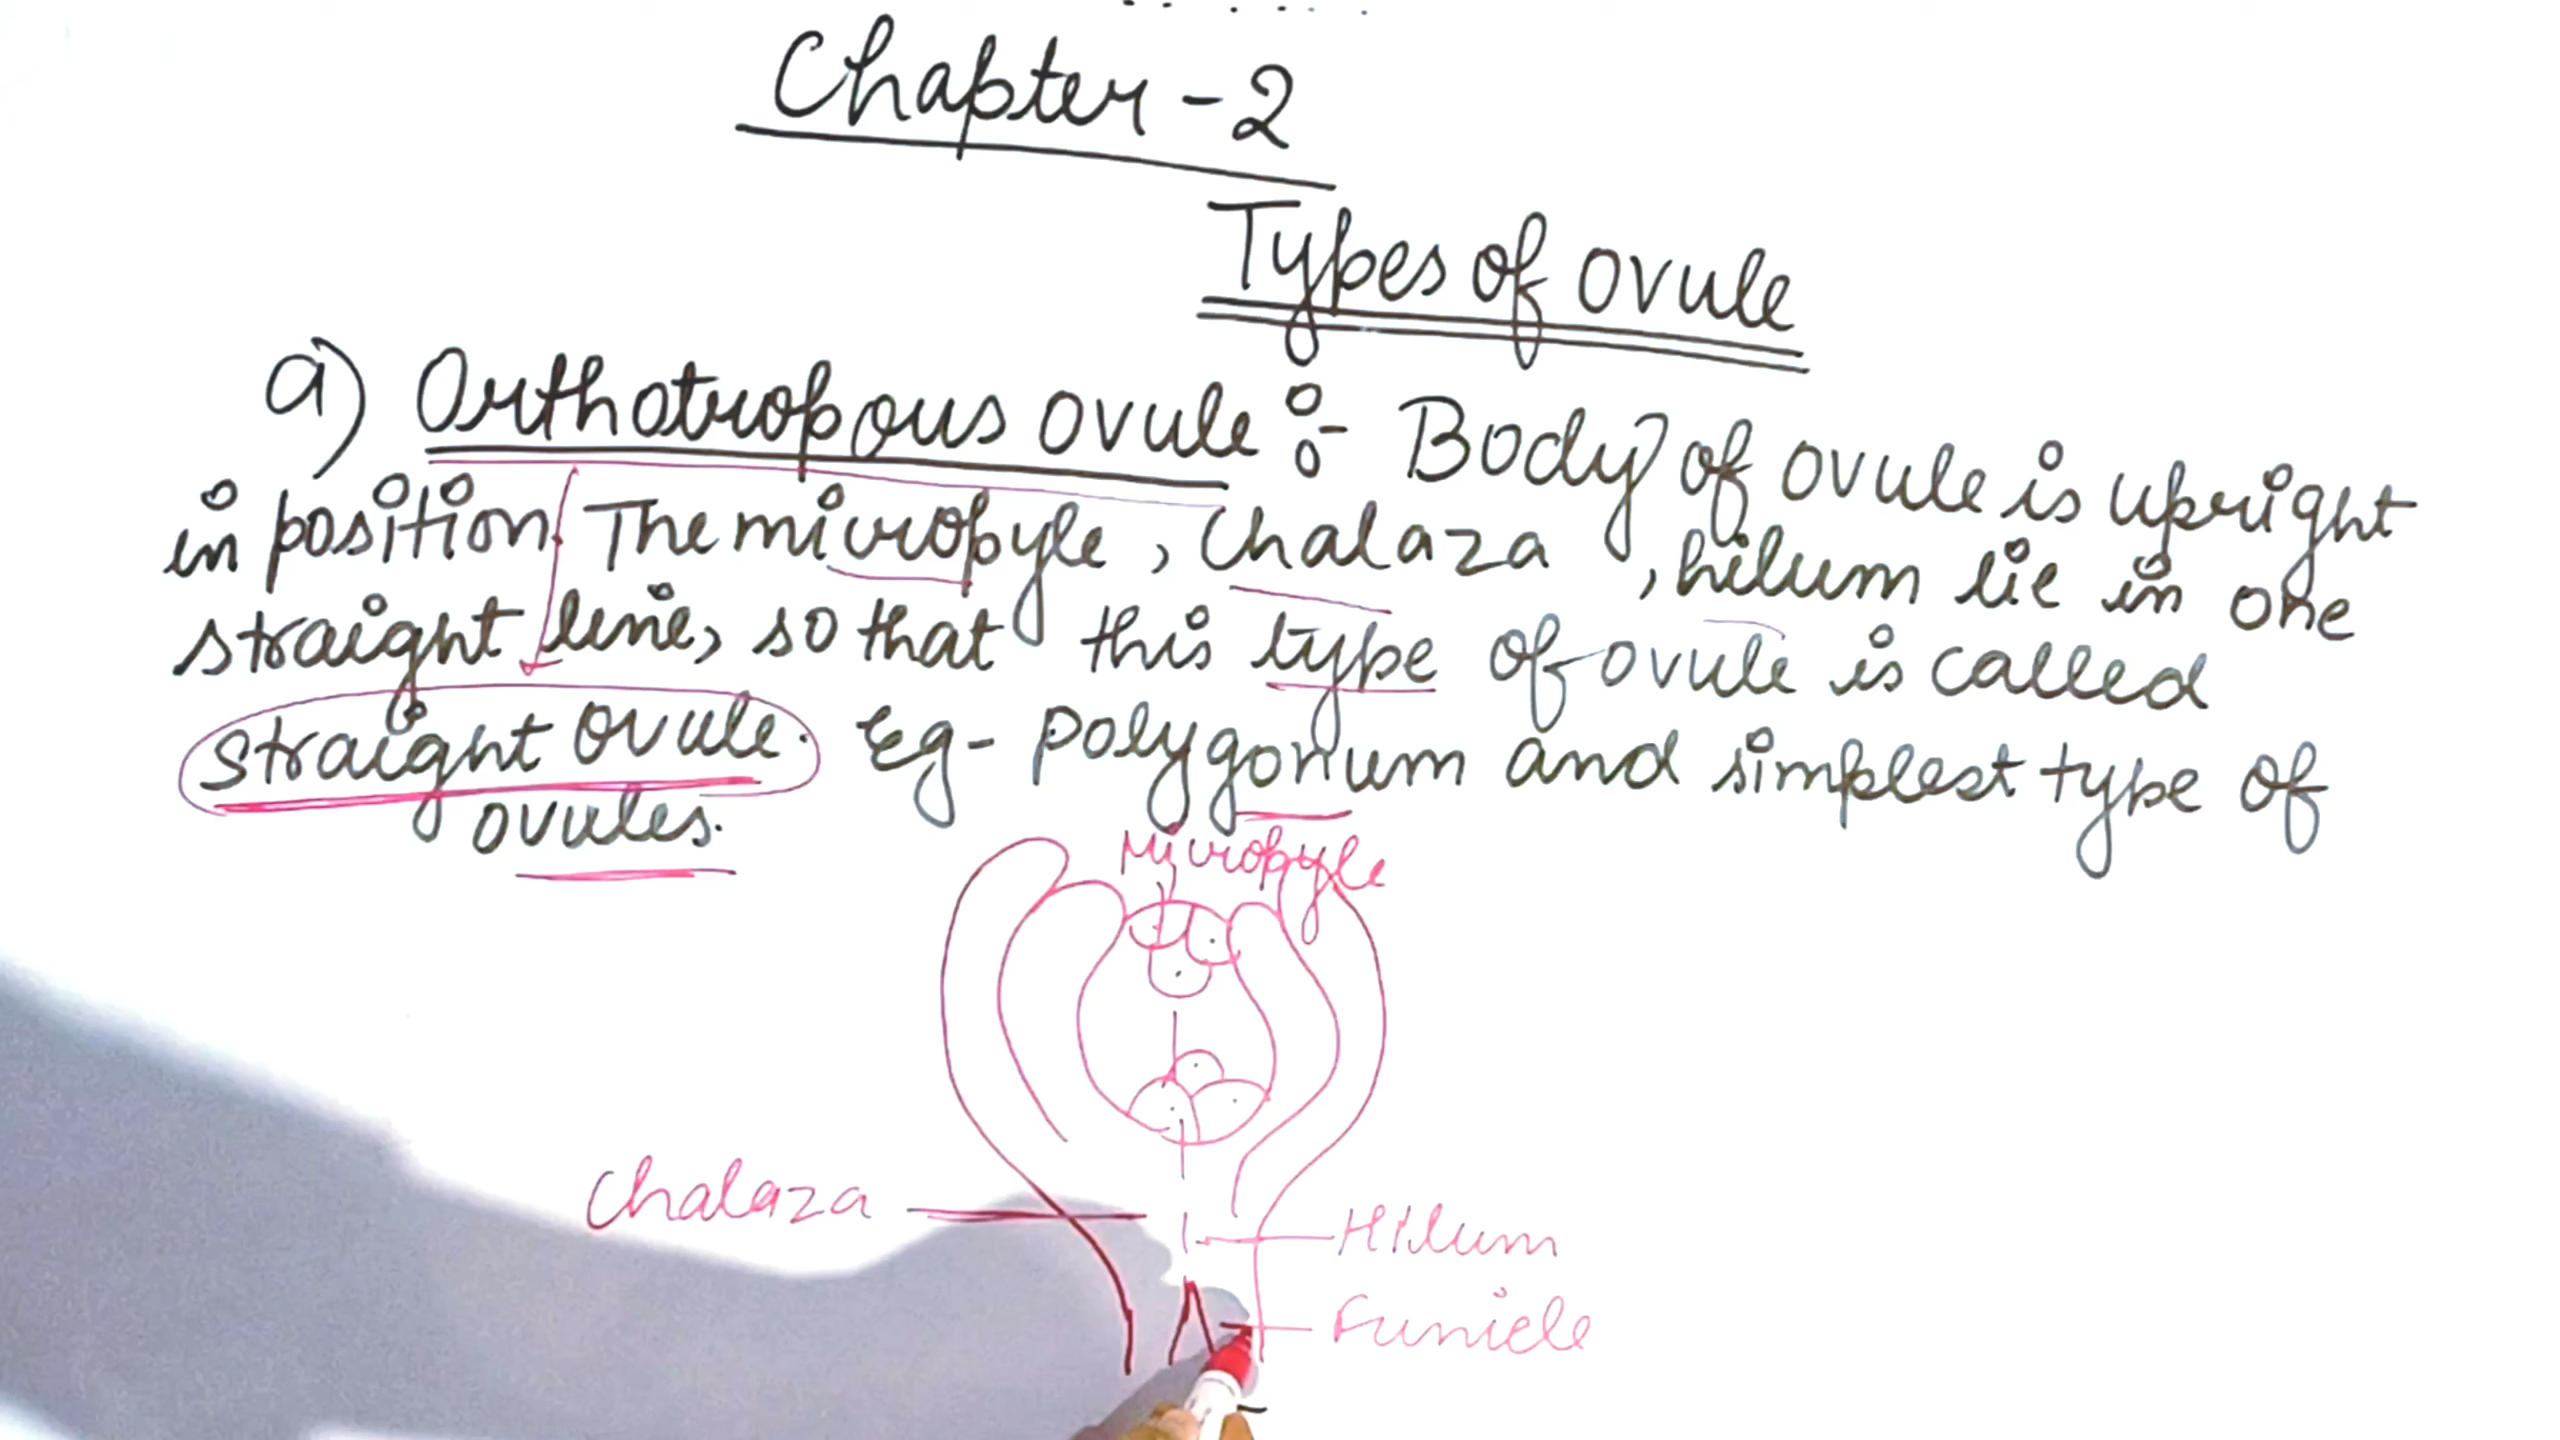 Chapter - 2
Types of ovule
a) Orthotropous ovule :- Body of ovule is upright
in position. The micropyle, Chalaza, hilum lie in one
straight line, so that this type of ovule is called
straight ovule. Eg - polygonum and simplest type of
ovules.
Micropyle
Chalaza
Hilum
Funicle